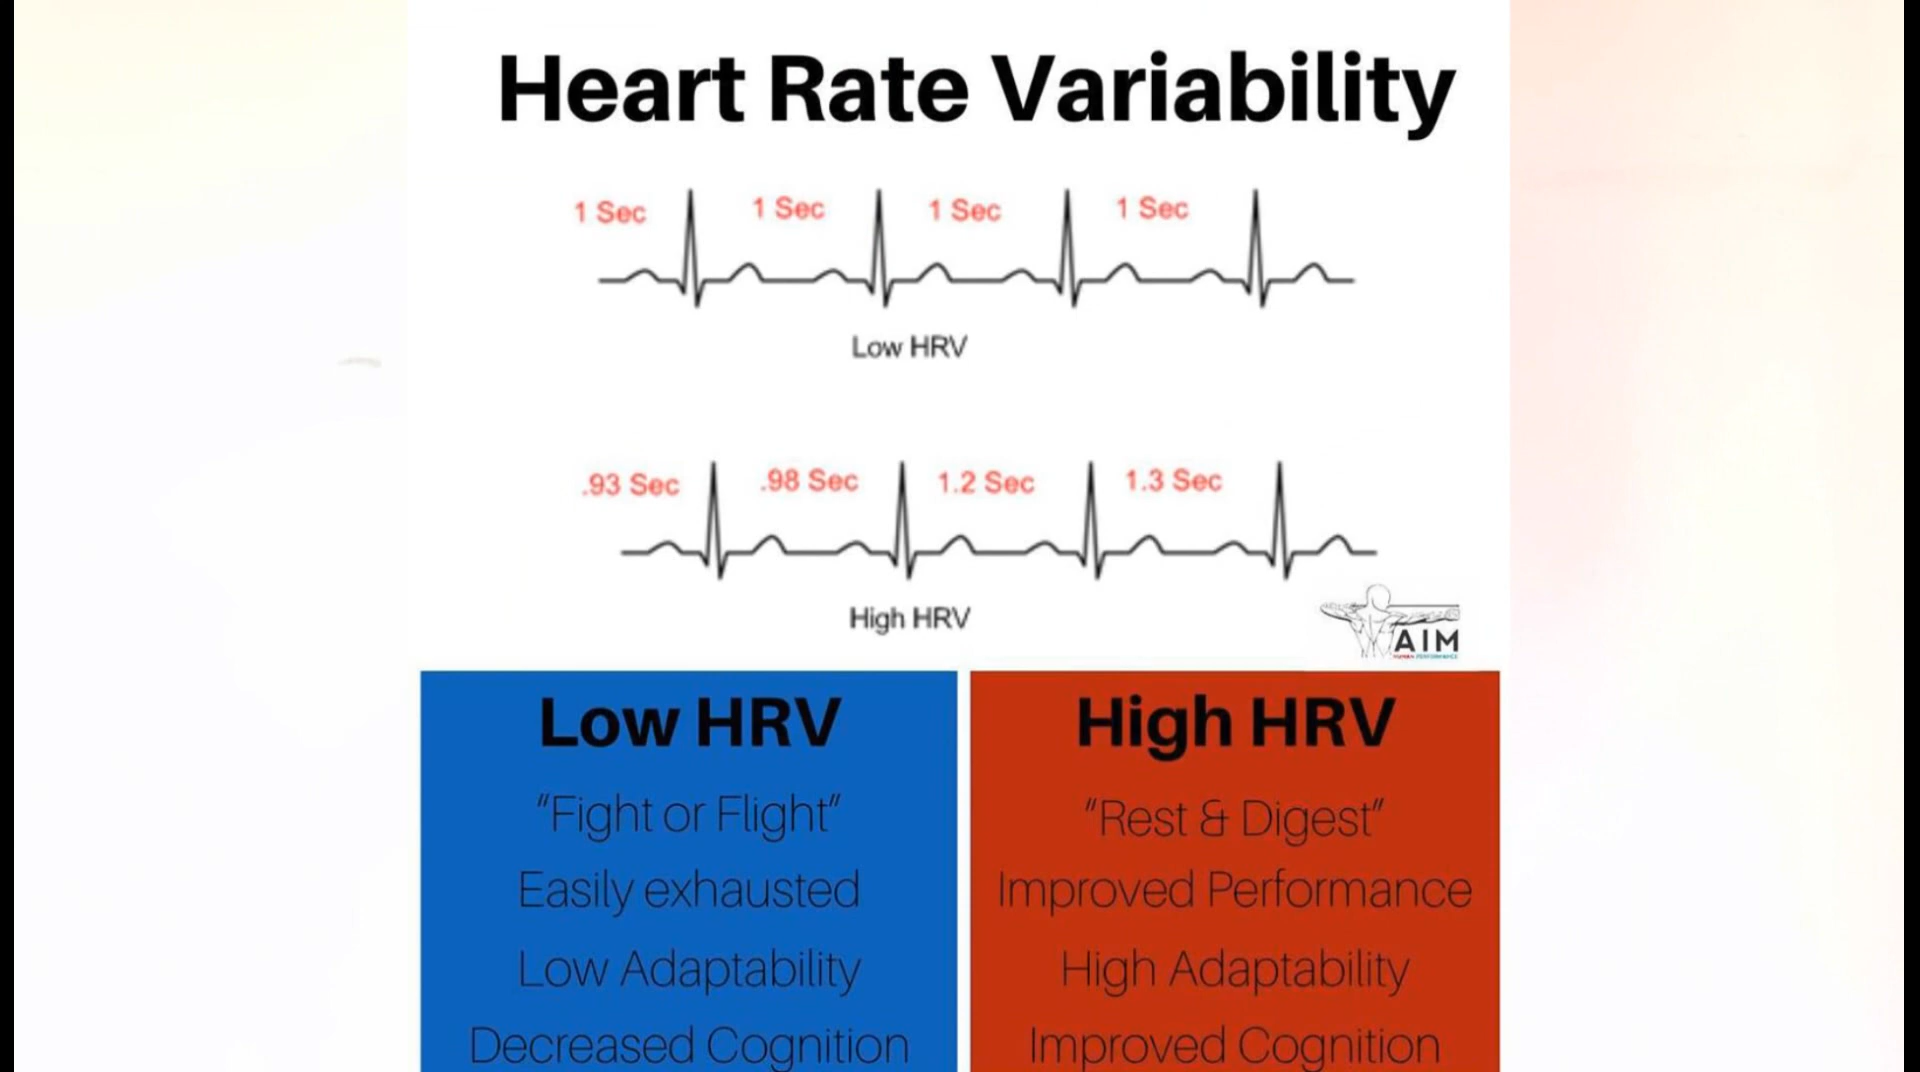 Heart Rate Variability
1 Sec 1 Sec 1 Sec 1 Sec
Low HRV
.93 Sec .98 Sec 1.2 Sec 1.3 Sec
High HRV
AIM
HUMAN PERFORMANCE
Low HRV
"Fight or Flight"
Easily exhausted
Low Adaptability
Decreased Cognition
High HRV
"Rest & Digest"
Improved Performance
High Adaptability
Improved Cognition